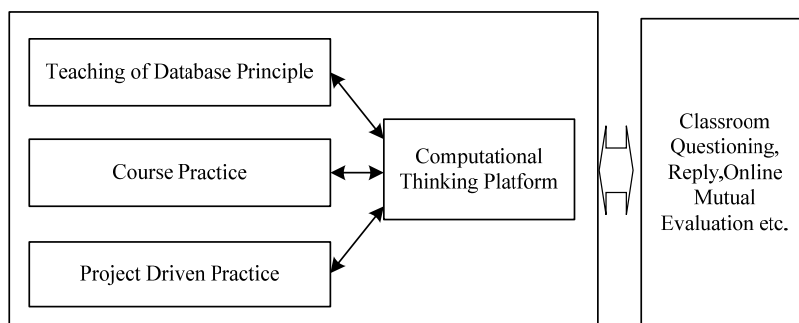 Teaching of Database Principle
Course Practice
Project Driven Practice
Computational
Thinking Platform
Classroom
Questioning,
Reply,Online
Mutual
Evaluation etc.